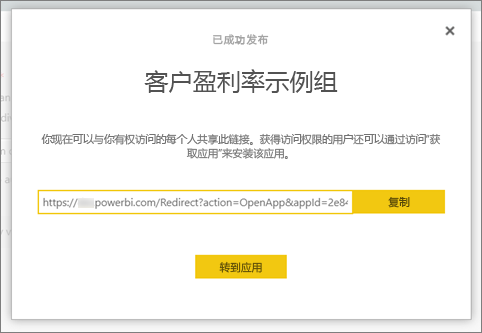 已成功发布
客户盈利率示例组
你现在可以与你有权访问的每个人共享此链接。获得访问权限的用户还可以通过访问“获
取应用”来安装该应用。
https:// powerbi.com/Redirect?action=OpenApp&appId=2e84
复制
转到应用